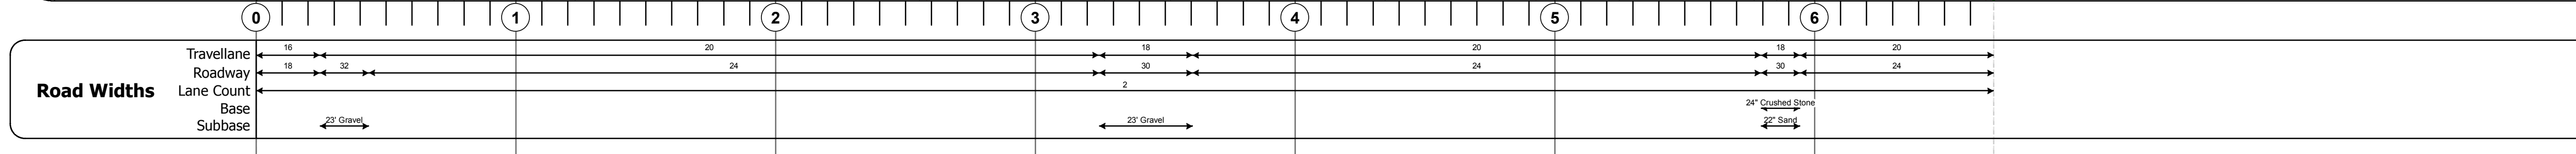 0 1 2 3 4 5 6
Road Widths
Travellane 16 20 18 20 18 20
Roadway 18 32 24 30 24 30 24
Lane Count 2
Base 24" Crushed Stone
Subbase 23' Gravel 23' Gravel 22" Sand